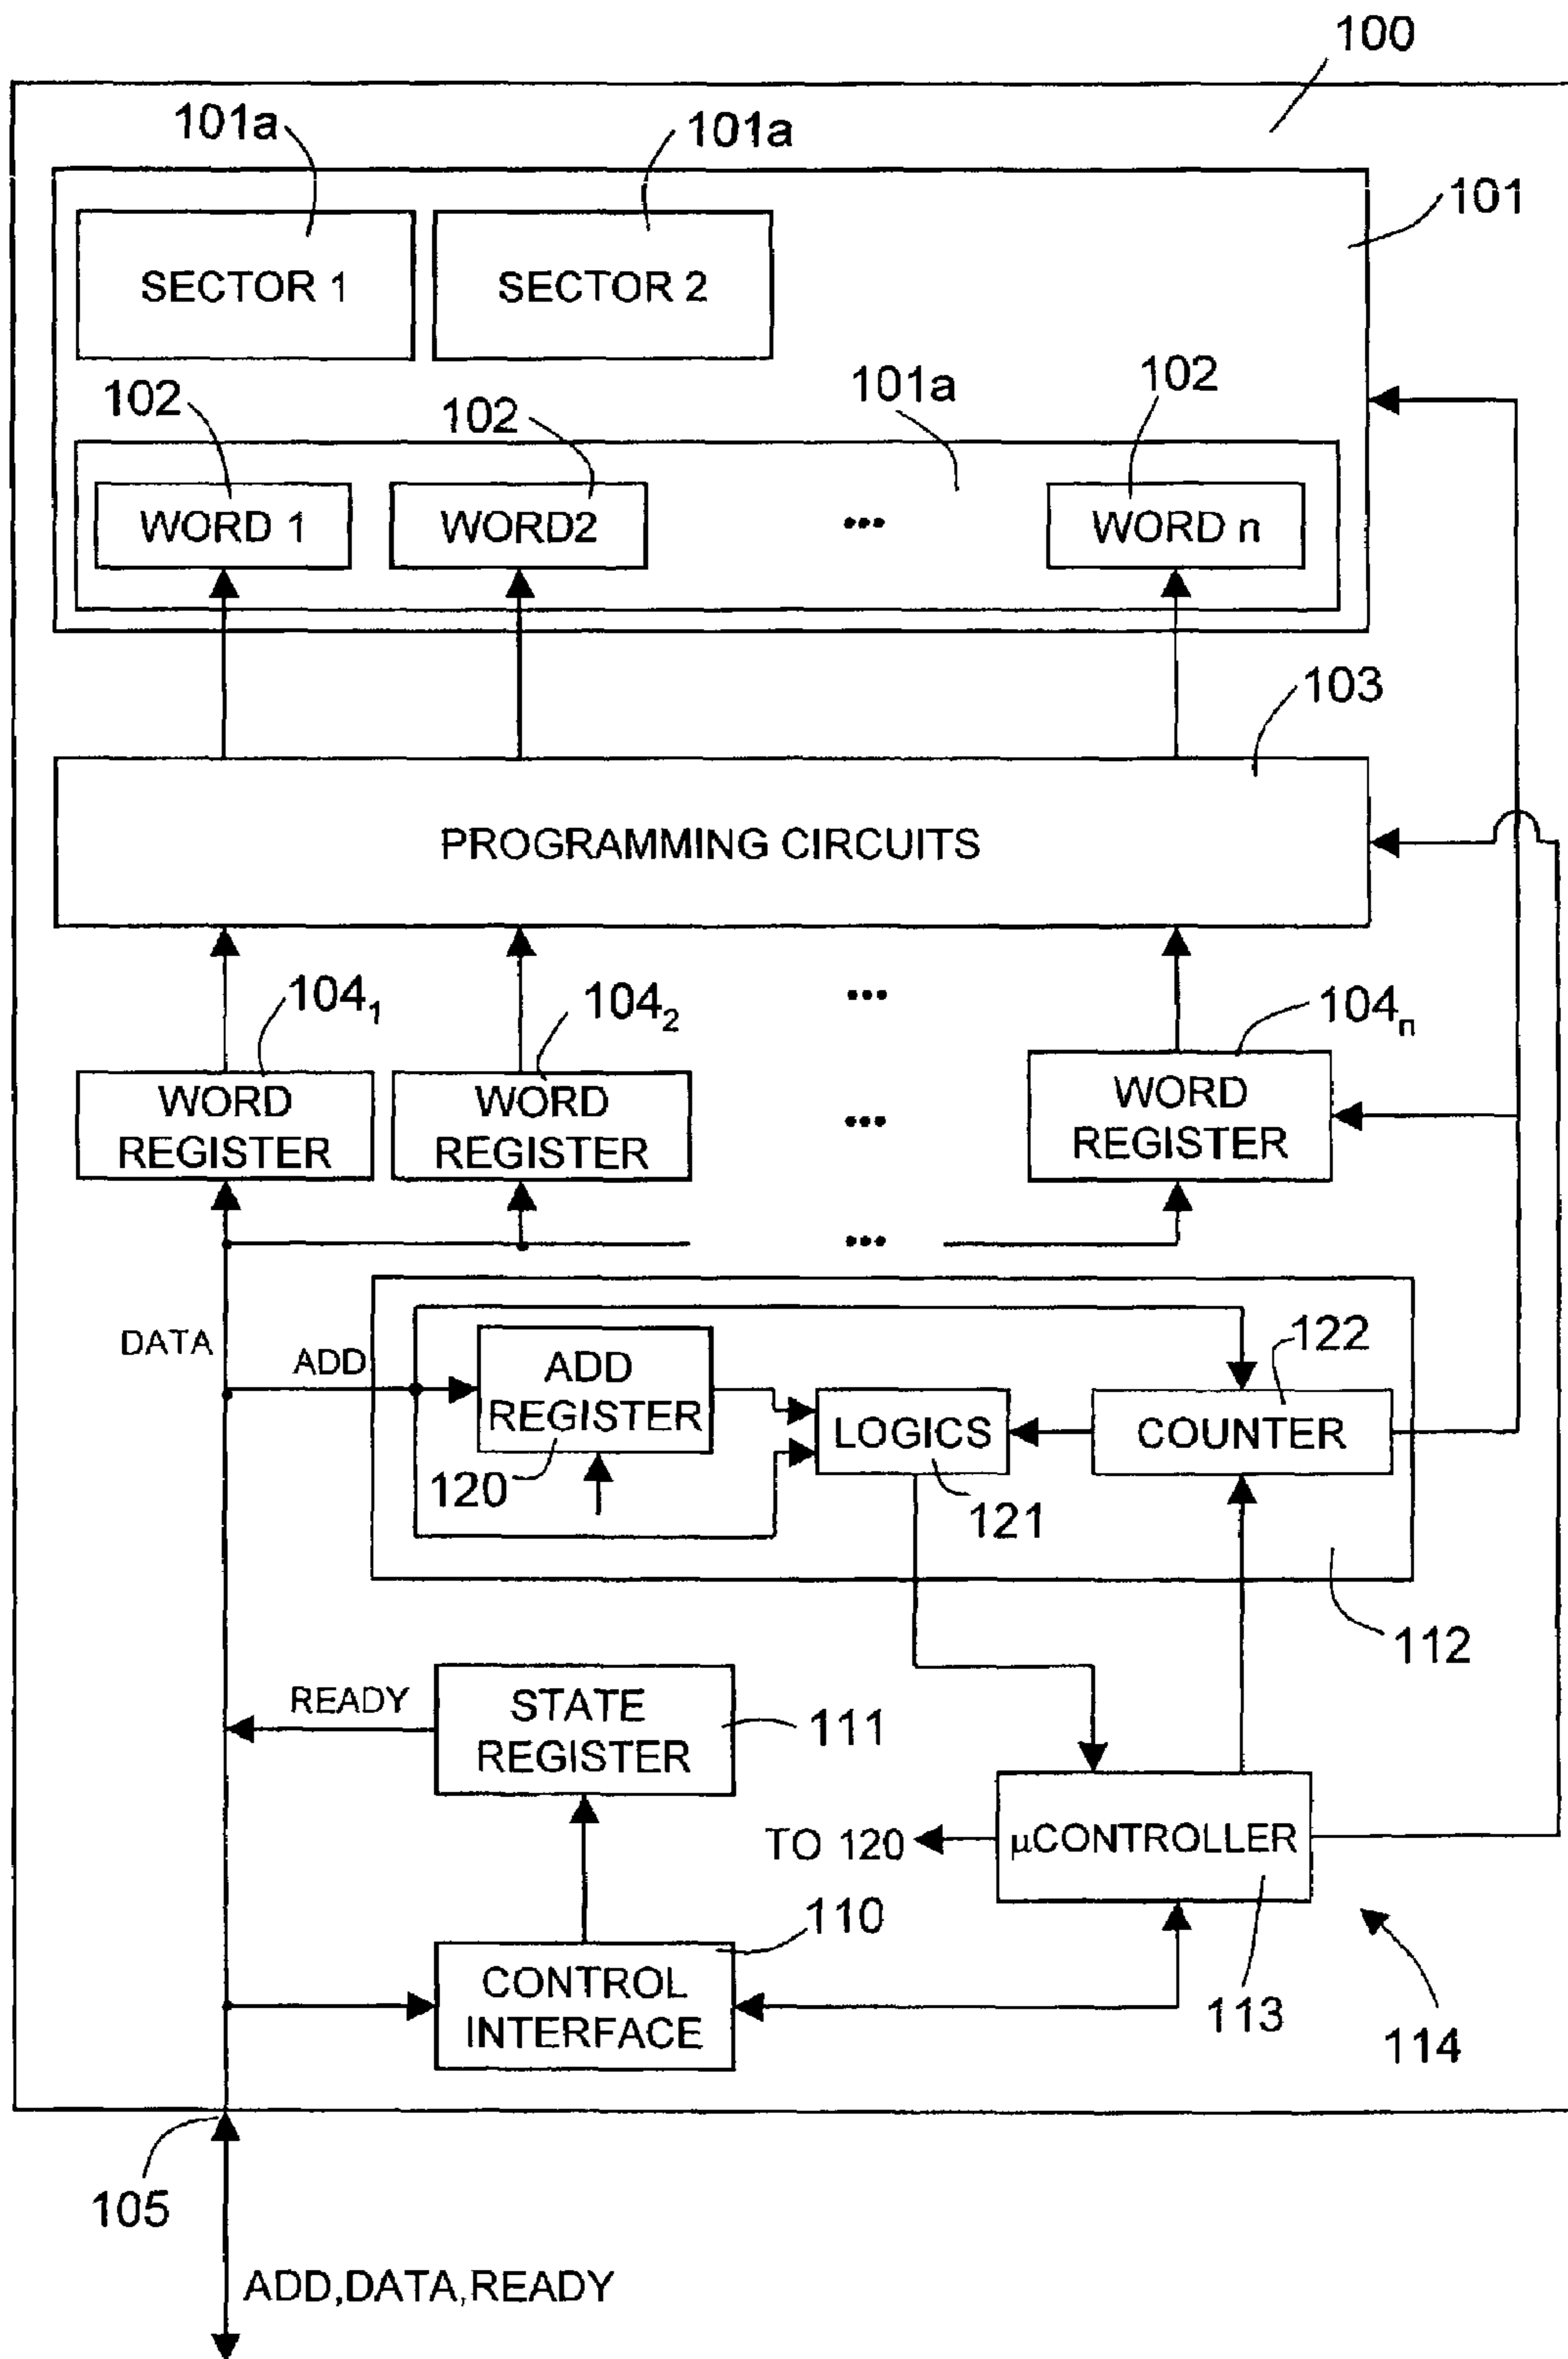 100
101a
101a
101
SECTOR 1
SECTOR 2
102
102
101a
102
WORD 1
WORD2
...
WORD n
103
PROGRAMMING CIRCUITS
104₁
104₂
...
104ₙ
WORD
REGISTER
WORD
REGISTER
...
WORD
REGISTER
...
DATA
ADD
ADD
REGISTER
122
LOGICS
COUNTER
120
121
112
READY
STATE
REGISTER
111
TO 120
µCONTROLLER
110
CONTROL
INTERFACE
113
114
105
ADD,DATA,READY